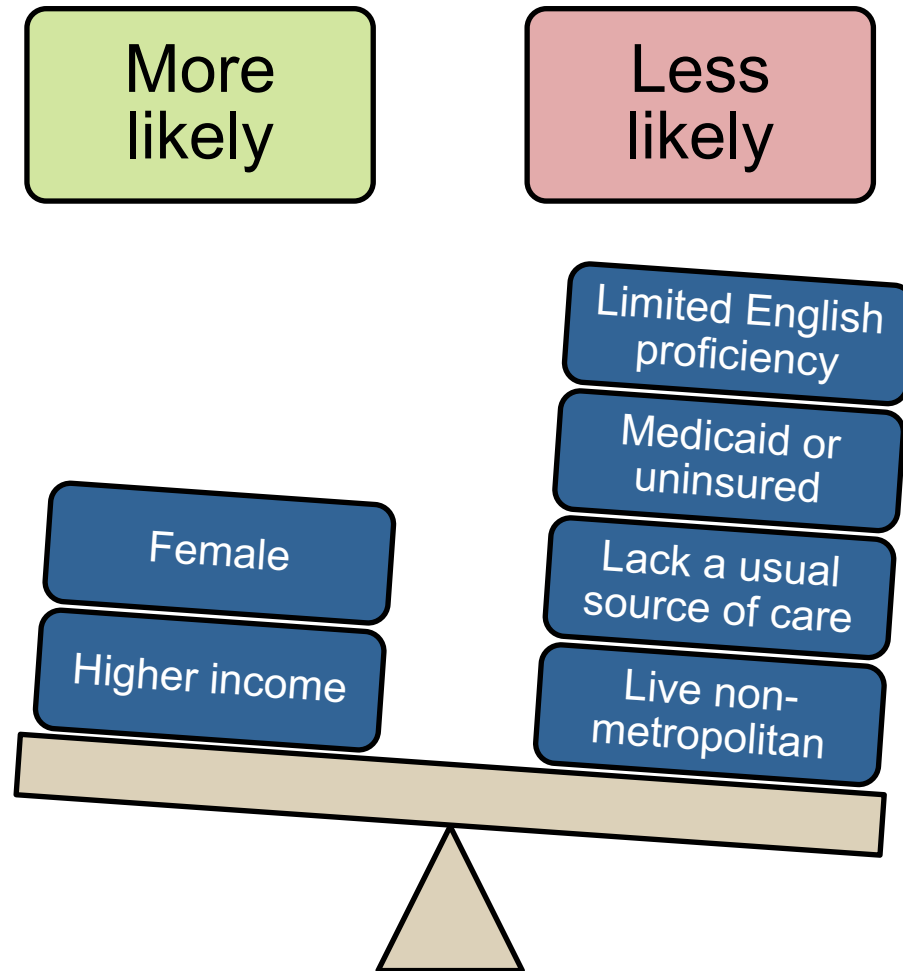 More
likely
Less
likely
Limited English
proficiency
Medicaid or
uninsured
Female
Lack a usual
source of care
Higher income
Live non-
metropolitan